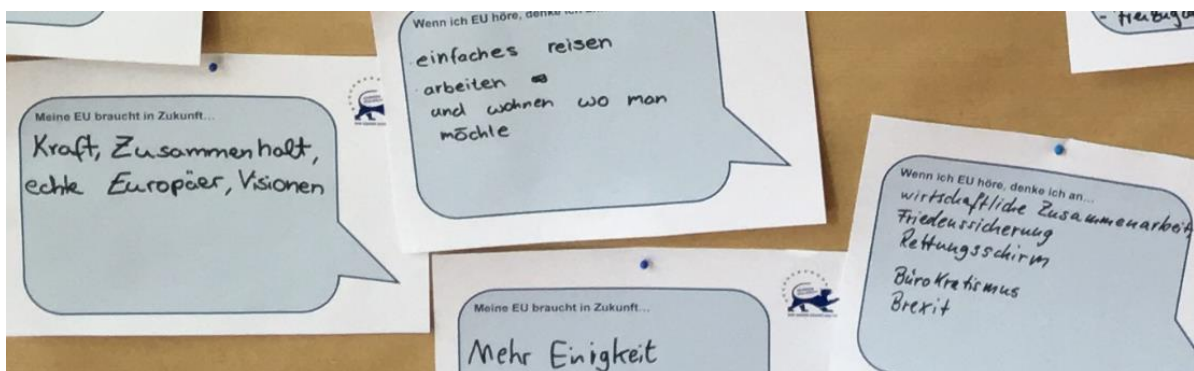 Meine EU braucht in Zukunft...
Kraft, Zusammenhalt,
echte Europäer, Visionen
Wenn ich EU höre, denke ich an...
einfaches reisen
arbeiten
und wohnen wo man
möchte
Meine EU braucht in Zukunft...
Mehr Einigkeit
Wenn ich EU höre, denke ich an...
wirtschaftliche Zusammenarbeit,
Friedenssicherung
Rettungsschirm
Bürokratismus
Brexit